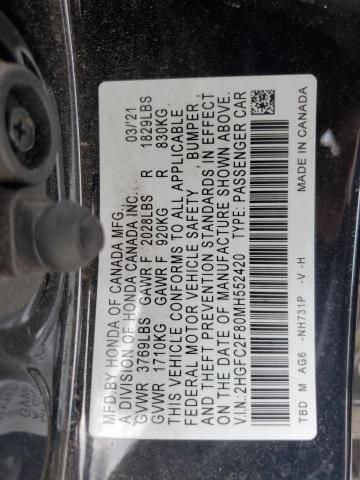 MFD.BY HONDA OF CANADA MFG.,
A DIVISION OF HONDA CANADA INC., 03/'21
GVWR 3769LBS GAWR F 2028LBS R 1829LBS
GVWR 1710KG GAWR F 920KG R 830KG
THIS VEHICLE CONFORMS TO ALL APPLICABLE
FEDERAL MOTOR VEHICLE SAFETY, BUMPER,
AND THEFT PREVENTION STANDARDS IN EFFECT
ON THE DATE OF MANUFACTURE SHOWN ABOVE.
V.I.N:2HGFC2F80MH552420 TYPE:PASSENGER CAR
TBD M AG6 -NH731P -V -H MADE IN CANADA